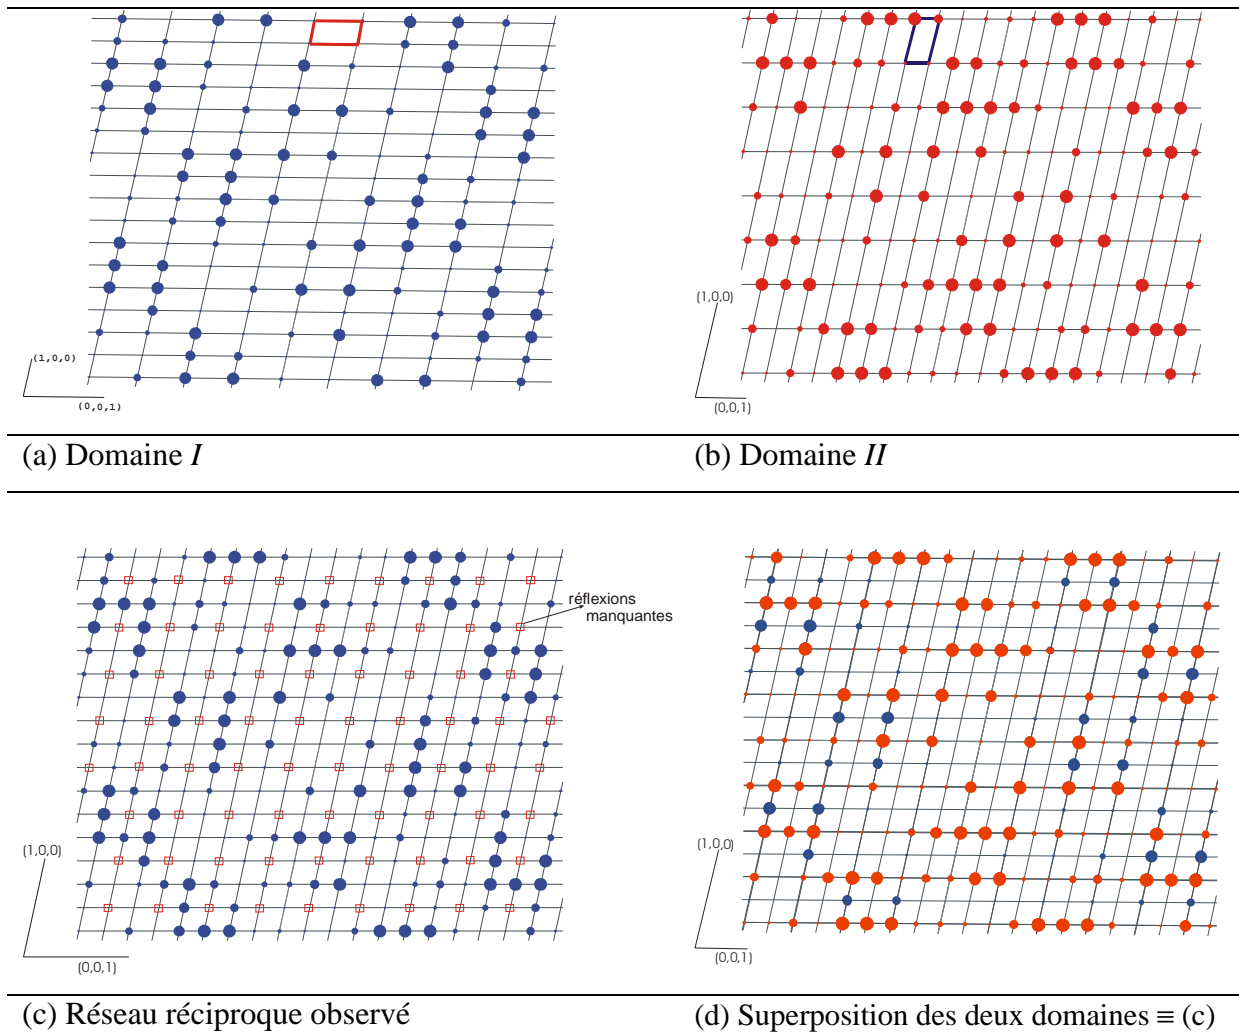 (1,0,0)
(0,0,1)
(1,0,0)
(0,0,1)
(a) Domaine I
(b) Domaine II
réflexions
manquantes
(1,0,0)
(0,0,1)
(1,0,0)
(0,0,1)
(c) Réseau réciproque observé
(d) Superposition des deux domaines ≡ (c)